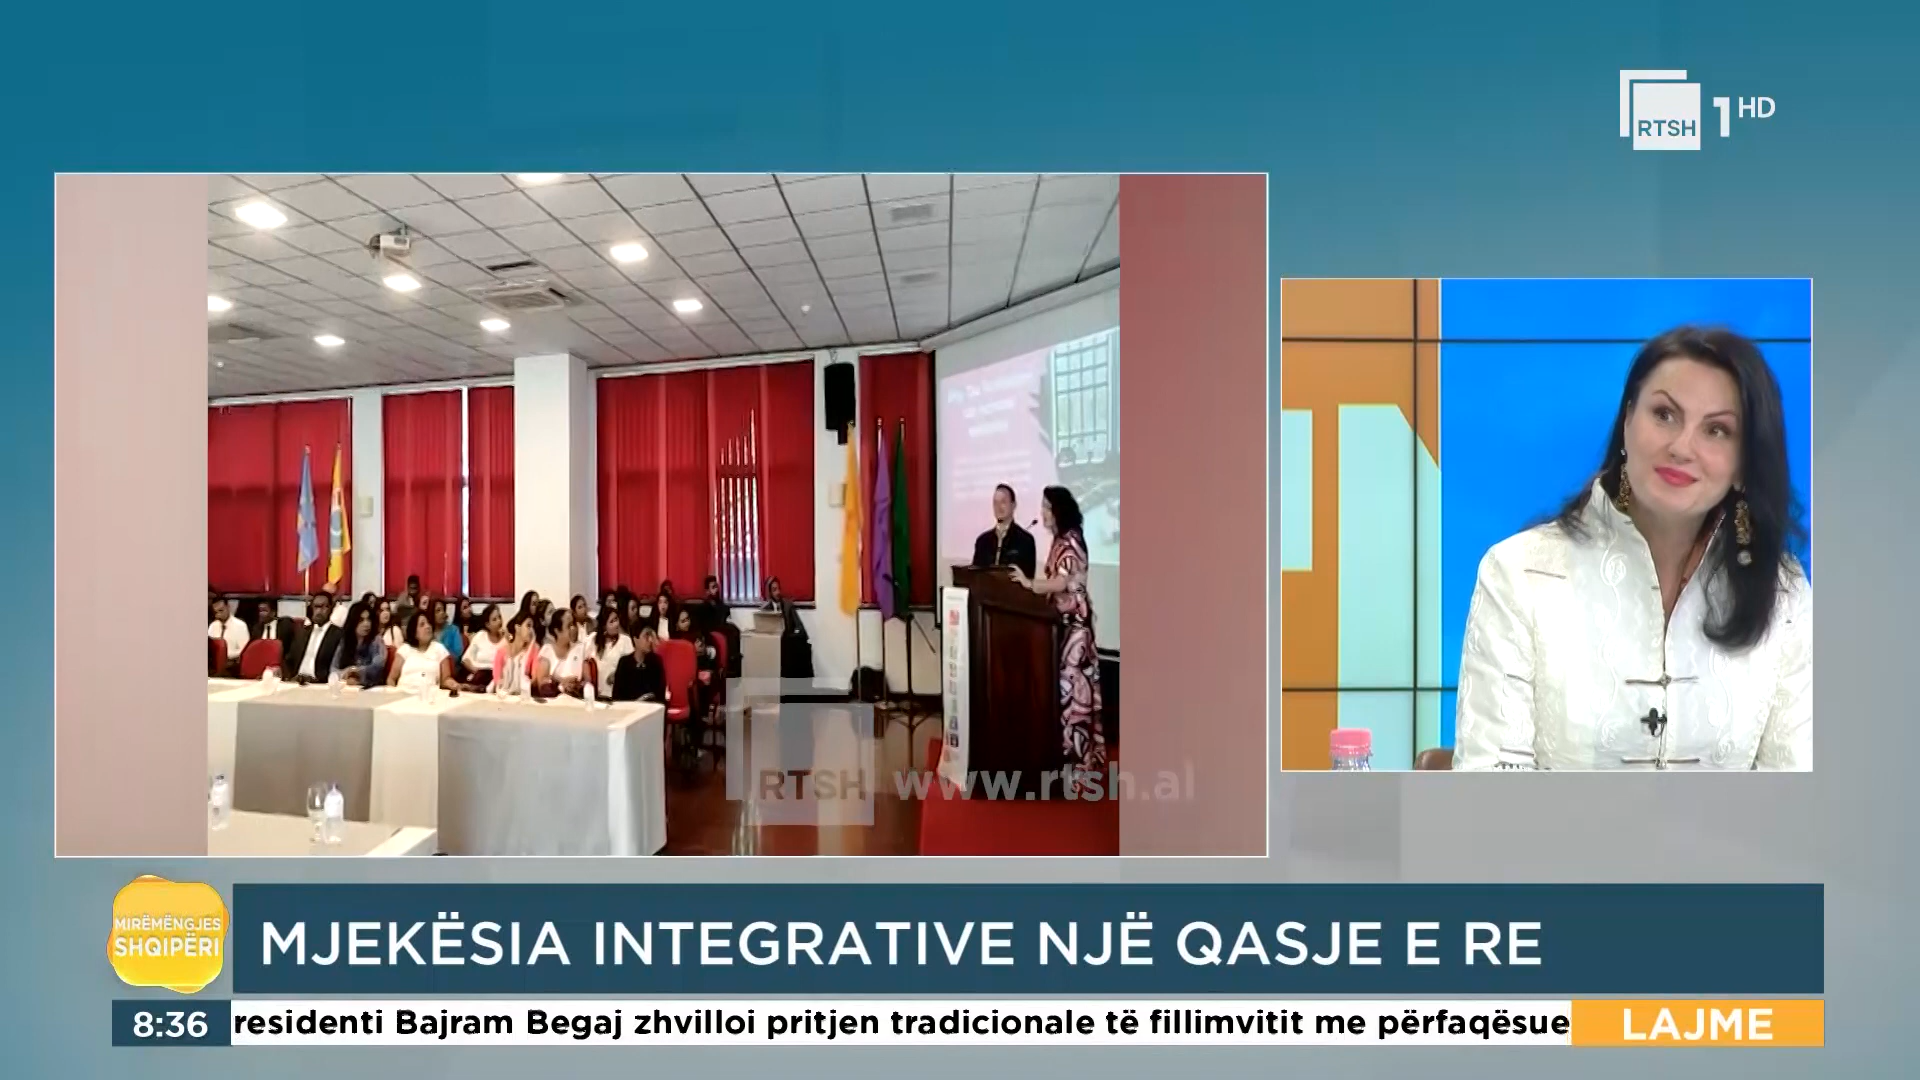 RTSH 1 HD
RTSH www.rtsh.al
MIRËMËNGJES
SHQIPËRI
MJEKËSIA INTEGRATIVE NJË QASJE E RE
8:36 residenti Bajram Begaj zhvilloi pritjen tradicionale të fillimvitit me përfaqësue LAJME